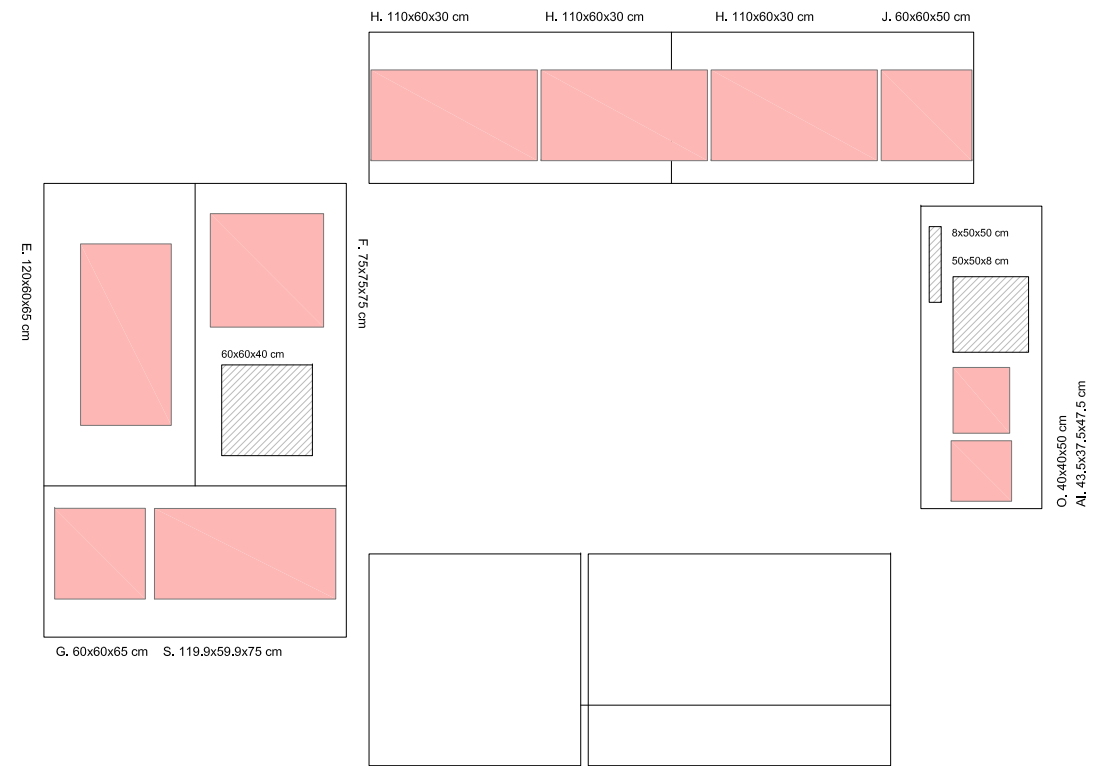 H. 110x60x30 cm
H. 110x60x30 cm
H. 110x60x30 cm
J. 60x60x50 cm
E. 120x60x65 cm
F. 75x75x75 cm
60x60x40 cm
8x50x50 cm
50x50x8 cm
O. 40x40x50 cm
AI. 43.5x37.5x47.5 cm
G. 60x60x65 cm
S. 119.9x59.9x75 cm